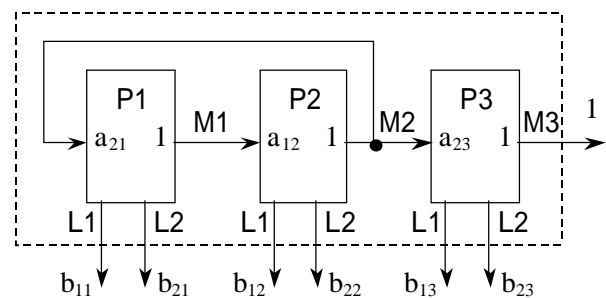 P1 P2 P3
M1 M2 M3 1
a₂₁ 1 a₁₂ 1 a₂₃ 1
L1 L2 L1 L2 L1 L2
b₁₁ b₂₁ b₁₂ b₂₂ b₁₃ b₂₃